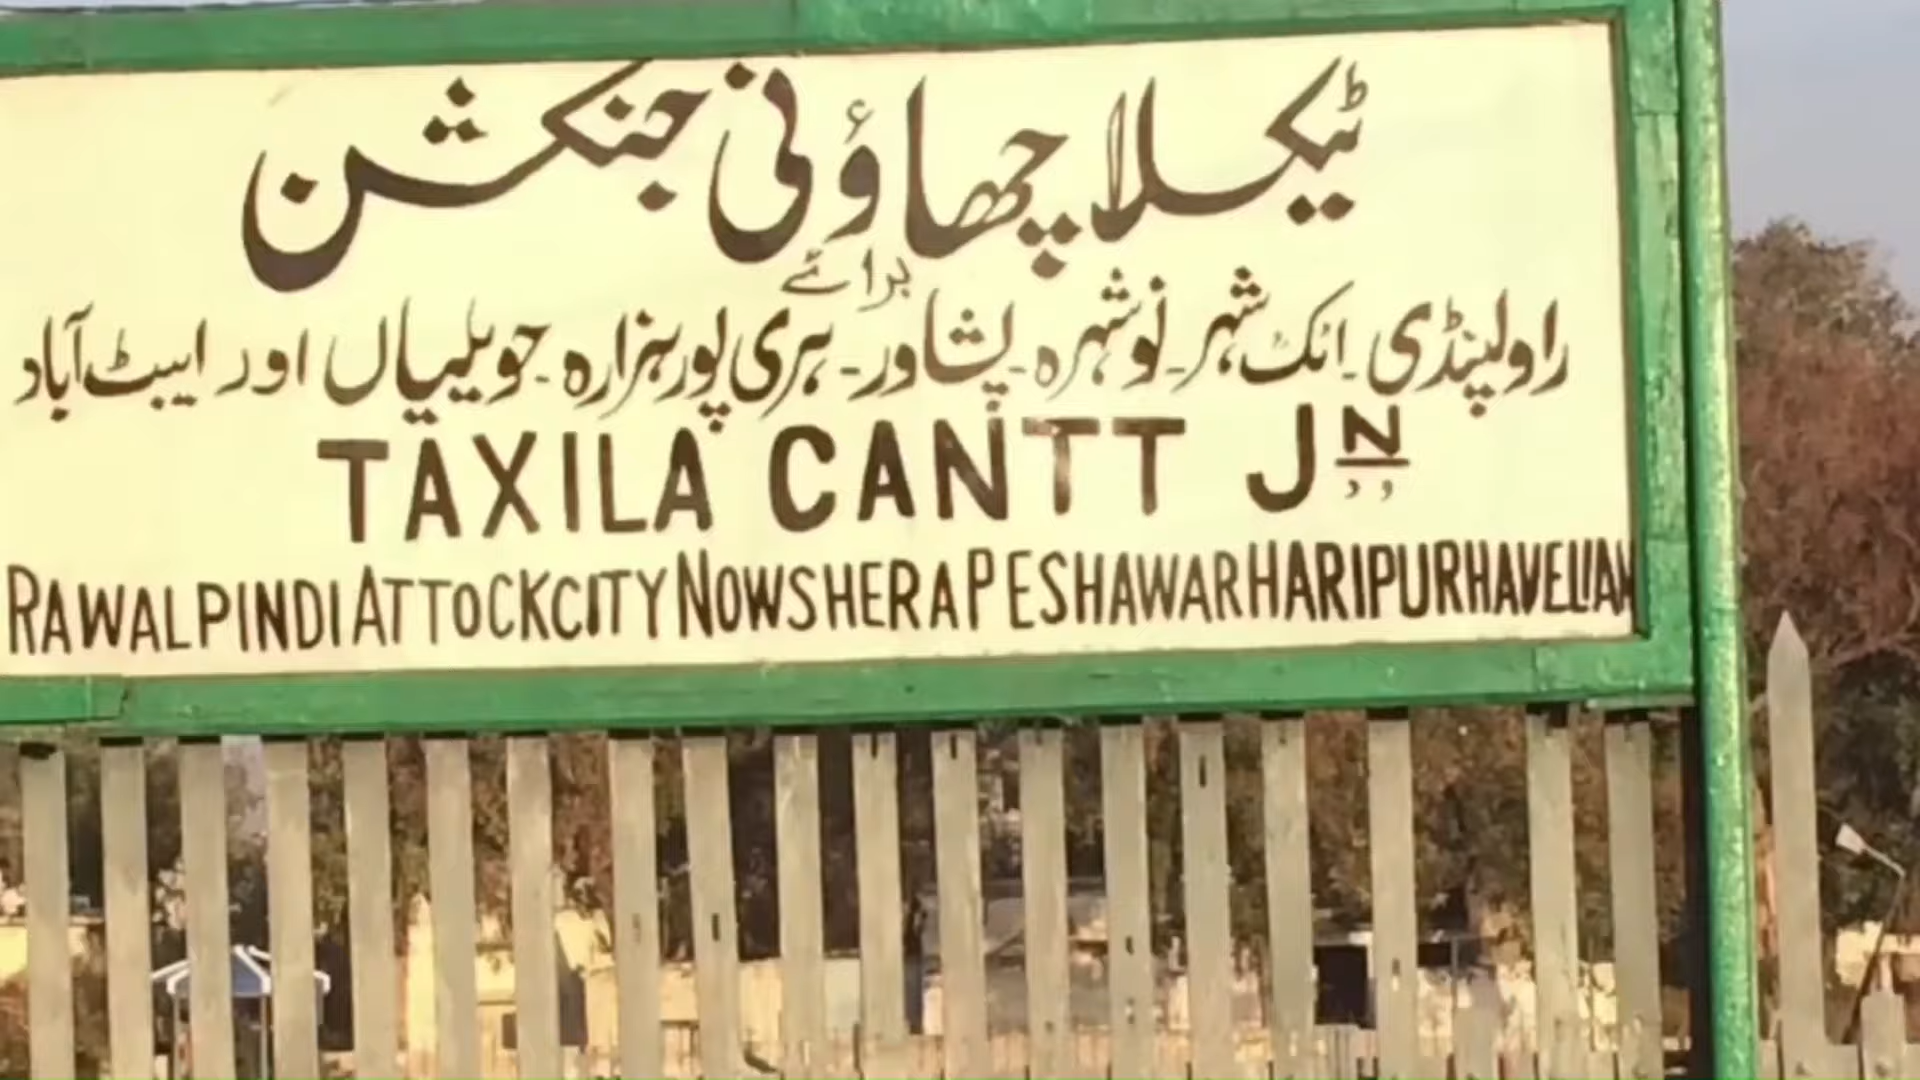 ٹیکسلا چھاؤنی جنکشن
برائے
راولپنڈی ۔ اٹک شہر ۔ نوشہرہ ۔ پشاور ۔ ہری پور ہزارہ ۔ حویلیاں اور ایبٹ آباد
TAXILA CANTT JN
RAWALPINDI ATTOCKCITY NOWSHERA PESHAWAR HARIPUR HAVELIAN